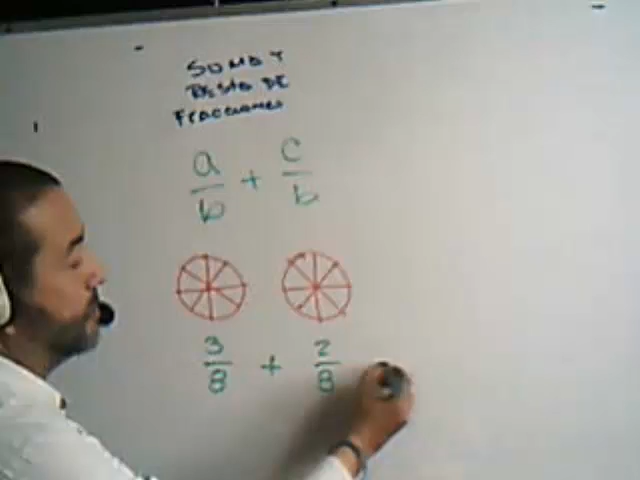 SUMA Y
RESTA DE
Fracciones
a/b + c/b
3/8 + 2/8